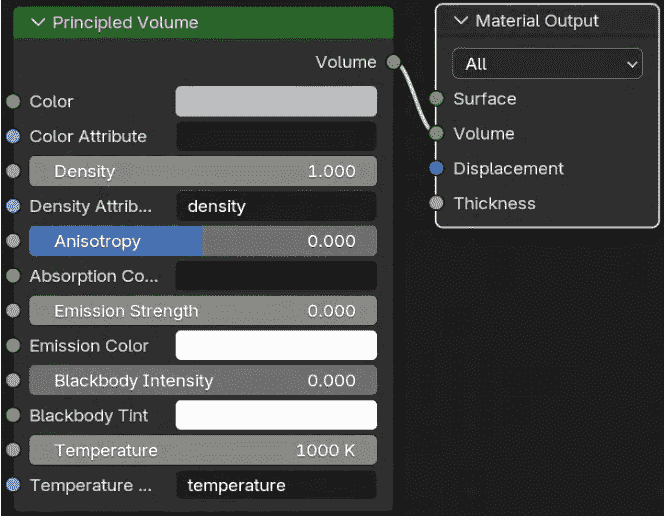 Principled Volume
Volume
Color
Color Attribute
Density 1.000
Density Attrib... density
Anisotropy 0.000
Absorption Co...
Emission Strength 0.000
Emission Color
Blackbody Intensity 0.000
Blackbody Tint
Temperature 1000 K
Temperature ... temperature
Material Output
All
Surface
Volume
Displacement
Thickness